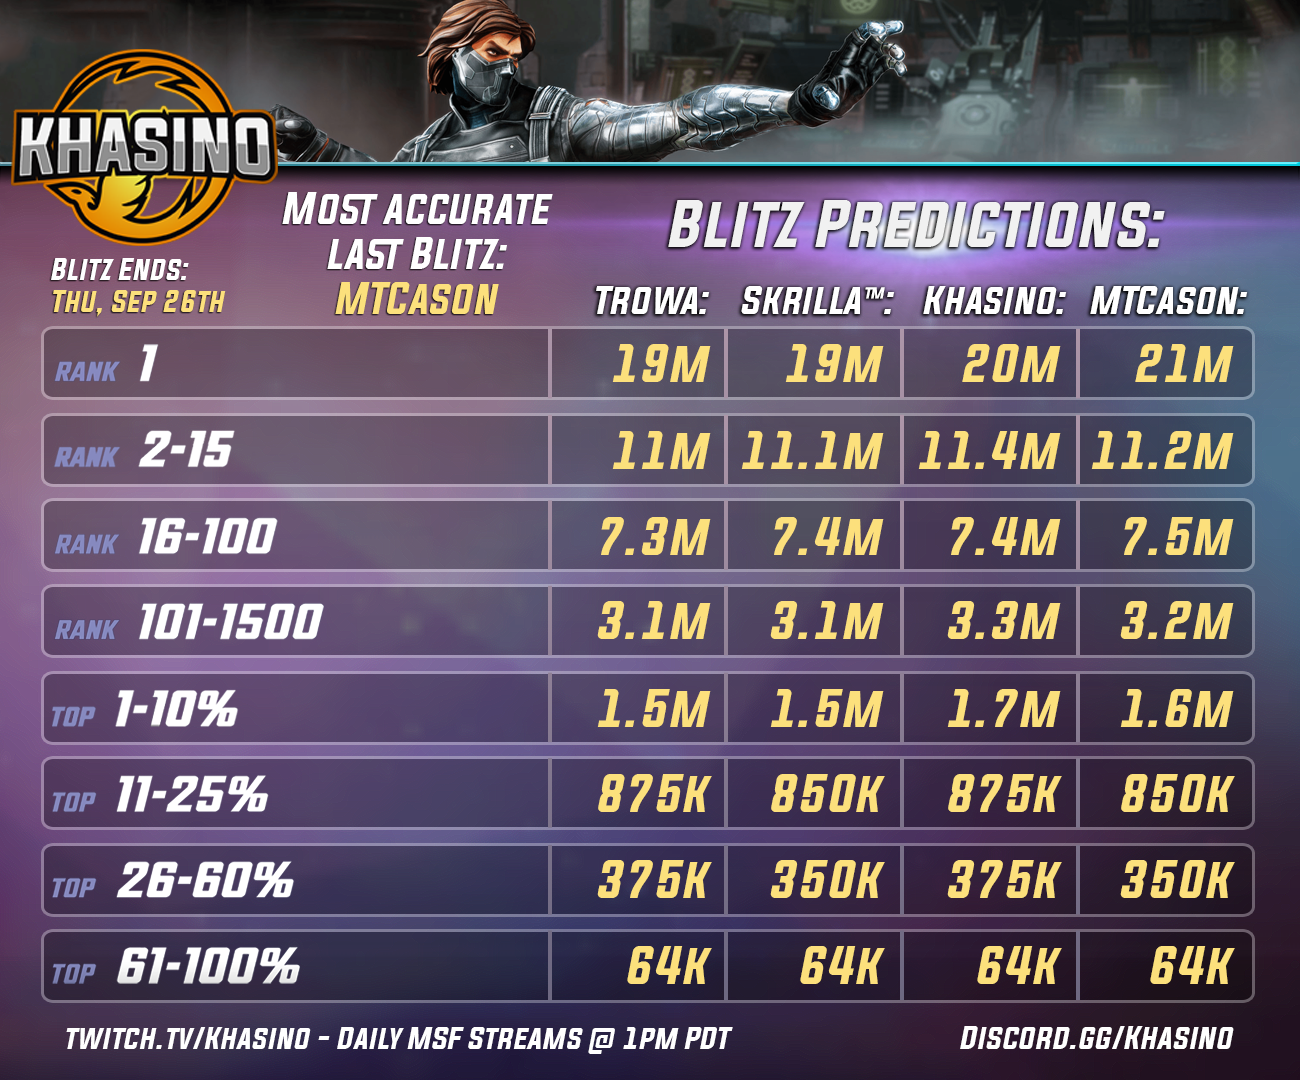 KHASINO
MOST ACCURATE
LAST BLITZ:
MTCASON
BLITZ ENDS:
THU, SEP 26TH
BLITZ PREDICTIONS:
TROWA: SKRILLA™: KHASINO: MTCASON:
RANK 1 19M 19M 20M 21M
RANK 2-15 11M 11.1M 11.4M 11.2M
RANK 16-100 7.3M 7.4M 7.4M 7.5M
RANK 101-1500 3.1M 3.1M 3.3M 3.2M
TOP 1-10% 1.5M 1.5M 1.7M 1.6M
TOP 11-25% 875K 850K 875K 850K
TOP 26-60% 375K 350K 375K 350K
TOP 61-100% 64K 64K 64K 64K
TWITCH.TV/KHASINO - DAILY MSF STREAMS @ 1PM PDT
DISCORD.GG/KHASINO